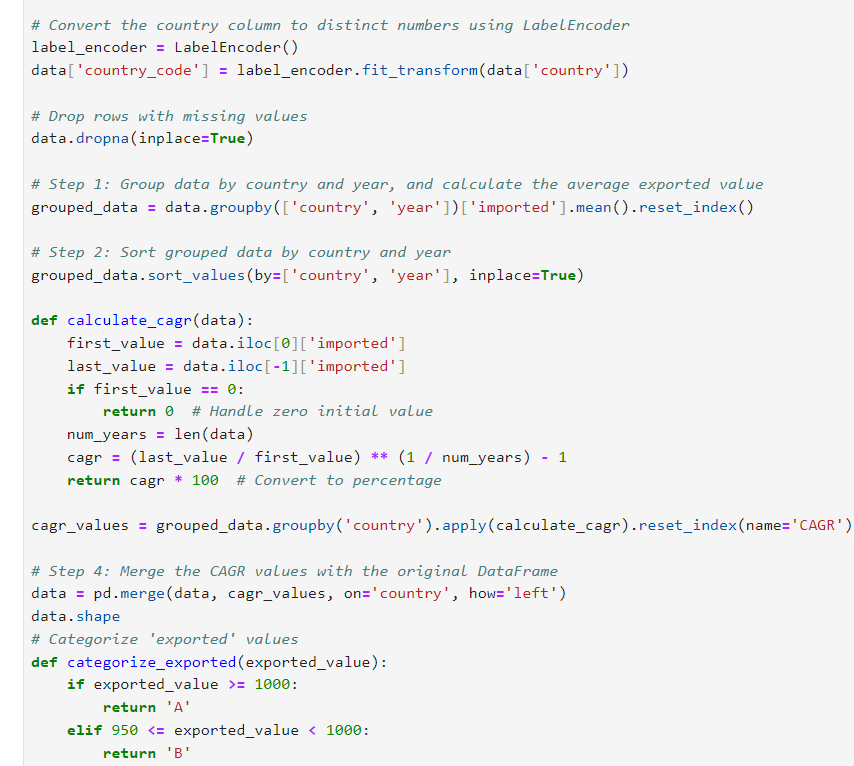 # Convert the country column to distinct numbers using LabelEncoder
label_encoder = LabelEncoder()
data['country_code'] = label_encoder.fit_transform(data['country'])

# Drop rows with missing values
data.dropna(inplace=True)

# Step 1: Group data by country and year, and calculate the average exported value
grouped_data = data.groupby(['country', 'year'])['imported'].mean().reset_index()

# Step 2: Sort grouped data by country and year
grouped_data.sort_values(by=['country', 'year'], inplace=True)

def calculate_cagr(data):
    first_value = data.iloc[0]['imported']
    last_value = data.iloc[-1]['imported']
    if first_value == 0:
        return 0  # Handle zero initial value
    num_years = len(data)
    cagr = (last_value / first_value) ** (1 / num_years) - 1
    return cagr * 100  # Convert to percentage

cagr_values = grouped_data.groupby('country').apply(calculate_cagr).reset_index(name='CAGR')

# Step 4: Merge the CAGR values with the original DataFrame
data = pd.merge(data, cagr_values, on='country', how='left')
data.shape
# Categorize 'exported' values
def categorize_exported(exported_value):
    if exported_value >= 1000:
        return 'A'
    elif 950 <= exported_value < 1000:
        return 'B'